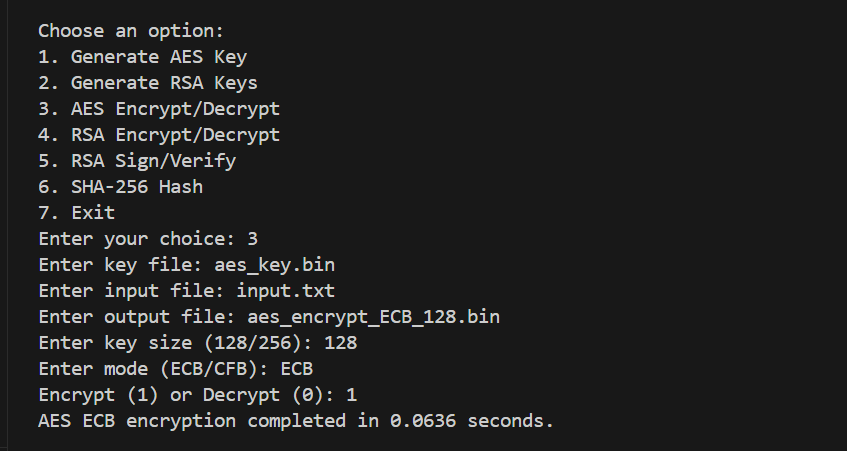 Choose an option:
1. Generate AES Key
2. Generate RSA Keys
3. AES Encrypt/Decrypt
4. RSA Encrypt/Decrypt
5. RSA Sign/Verify
6. SHA-256 Hash
7. Exit
Enter your choice: 3
Enter key file: aes_key.bin
Enter input file: input.txt
Enter output file: aes_encrypt_ECB_128.bin
Enter key size (128/256): 128
Enter mode (ECB/CFB): ECB
Encrypt (1) or Decrypt (0): 1
AES ECB encryption completed in 0.0636 seconds.